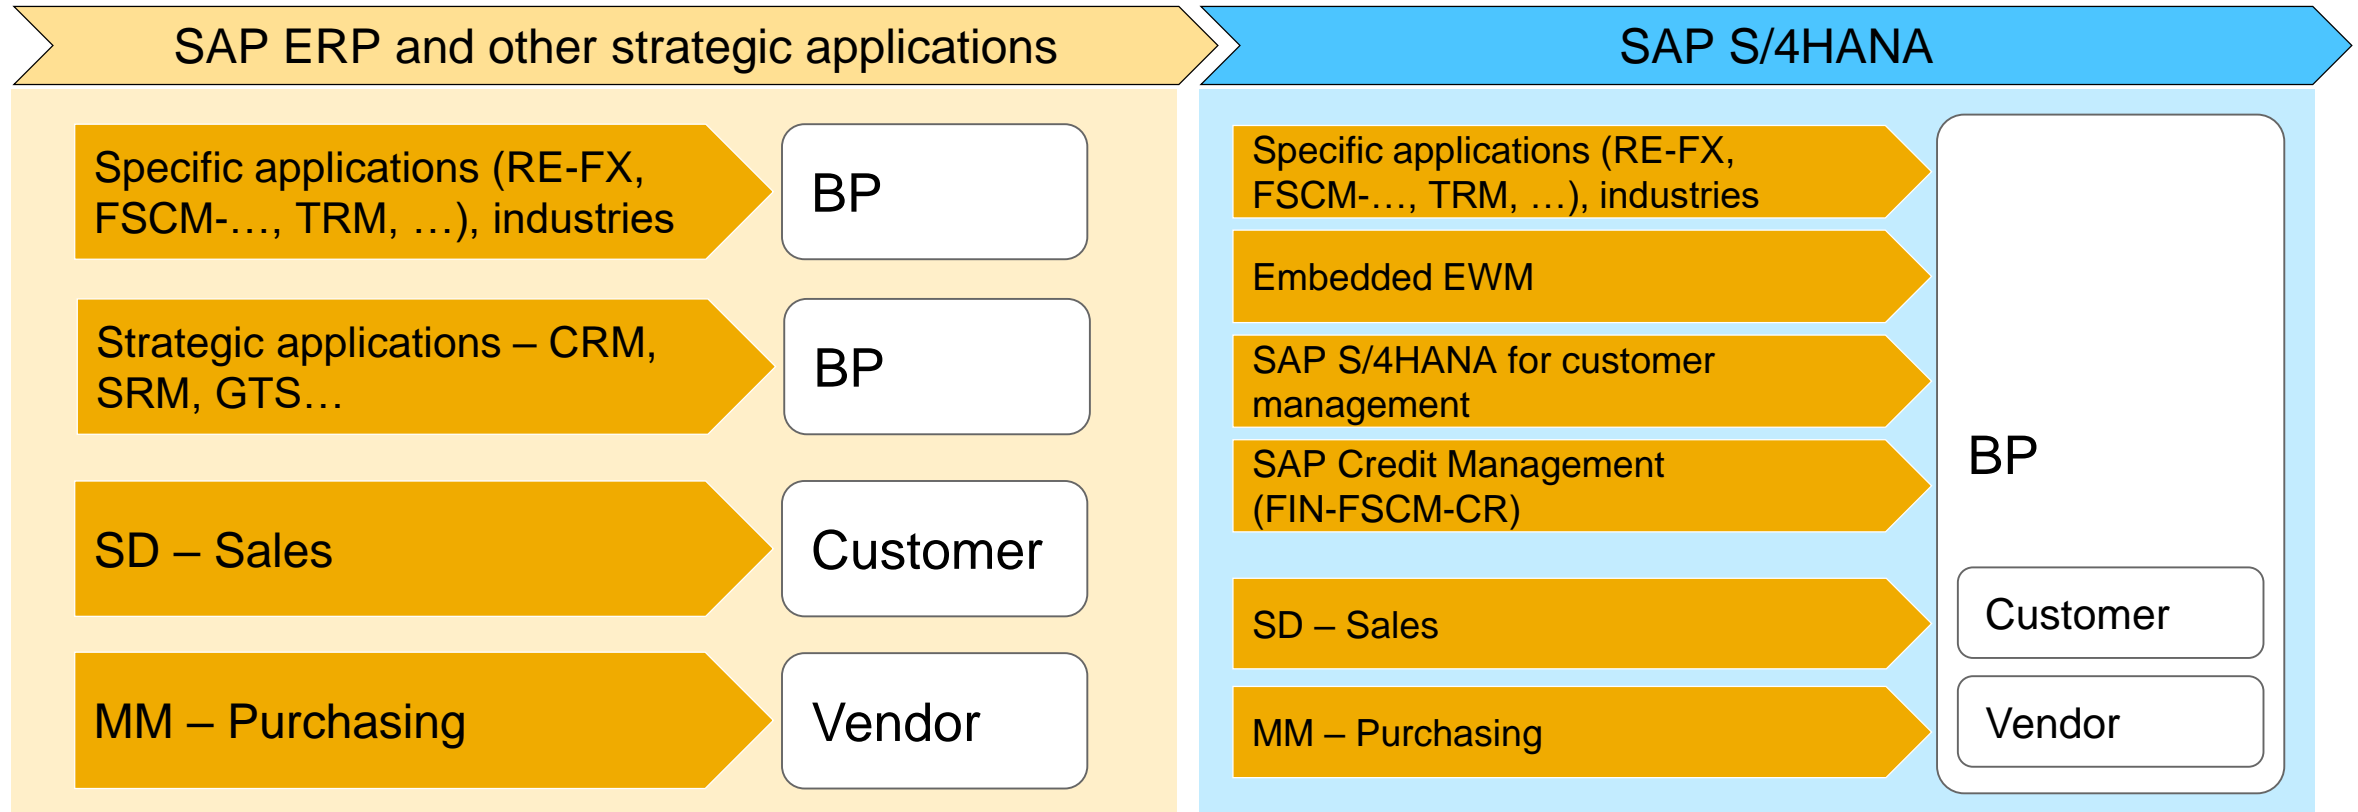 SAP ERP and other strategic applications
Specific applications (RE-FX,
FSCM-…, TRM, …), industries
BP
Strategic applications – CRM,
SRM, GTS…
BP
SD – Sales
Customer
MM – Purchasing
Vendor
SAP S/4HANA
Specific applications (RE-FX,
FSCM-…, TRM, …), industries
Embedded EWM
SAP S/4HANA for customer
management
SAP Credit Management
(FIN-FSCM-CR)
BP
SD – Sales
Customer
MM – Purchasing
Vendor